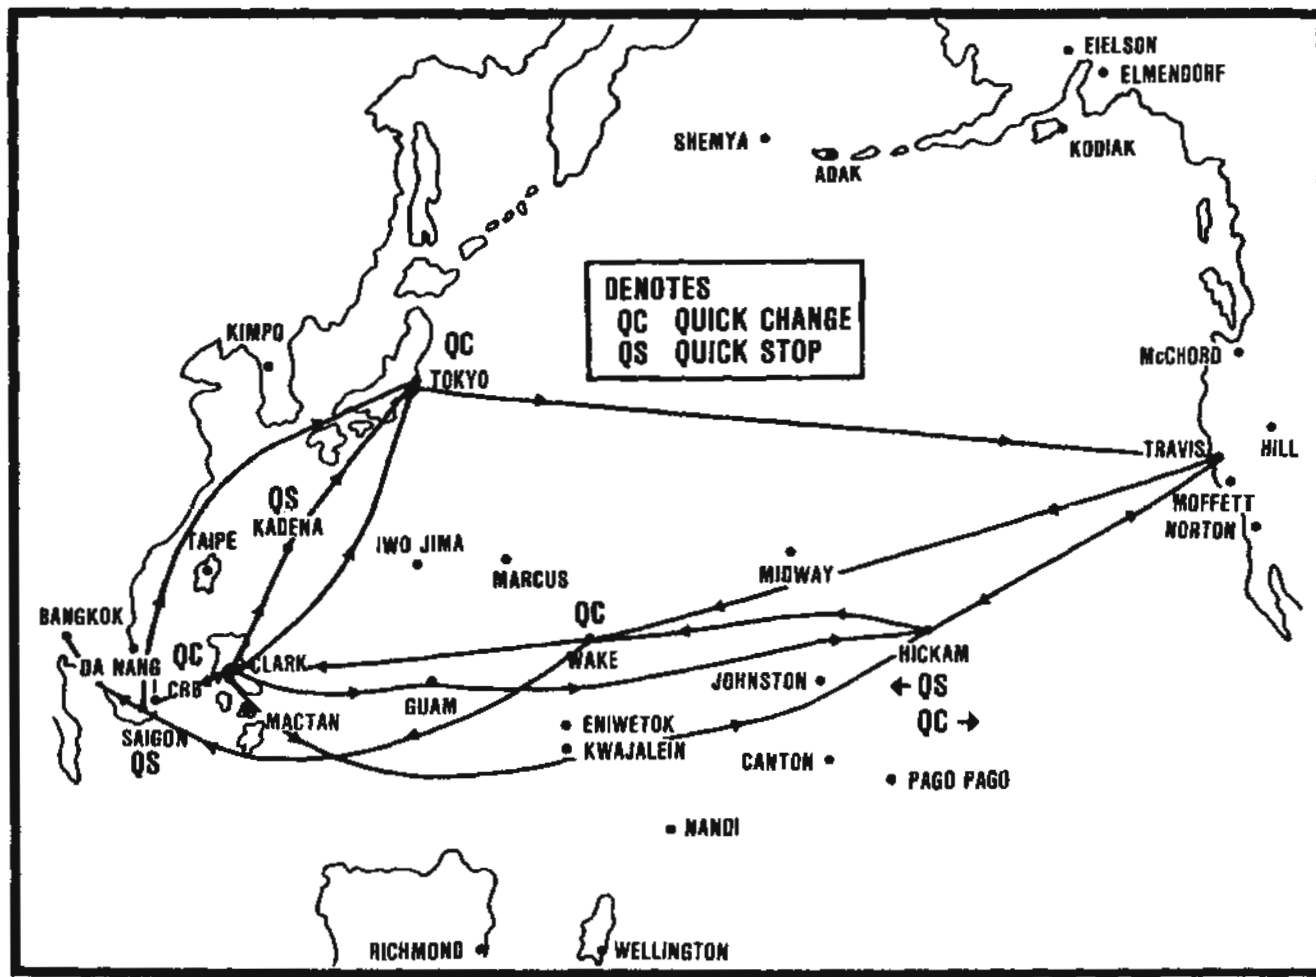 EIELSON
ELMENDORF
SHEMYA
ADAK
KODIAK
DENOTES
QC QUICK CHANGE
QS QUICK STOP
KIMPO
QC
TOKYO
McCHORD
TRAVIS
HILL
MOFFETT
NORTON
QS
KADENA
TAIPE
IWO JIMA
MARCUS
MIDWAY
BANGKOK
QC
DA NANG
QC
CLARK
WAKE
HICKAM
CRB
GUAM
JOHNSTON
← QS
QC →
MACTAN
SAIGON
QS
ENIWETOK
KWAJALEIN
CANTON
PAGO PAGO
NANDI
RICHMOND
WELLINGTON